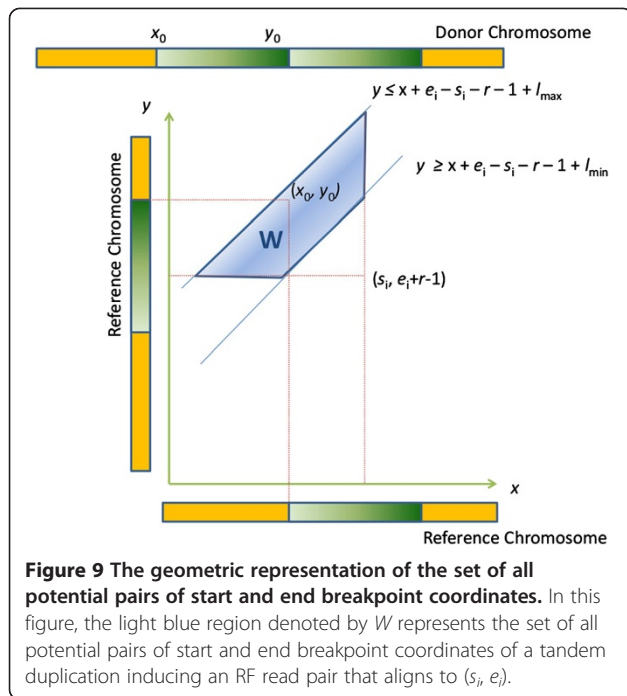 x₀
y₀
Donor Chromosome
y ≤ x + eᵢ – sᵢ – r – 1 + lₘₐₓ
y
y ≥ x + eᵢ – sᵢ – r – 1 + lₘᵢₙ
(x₀, y₀)
W
Reference Chromosome
(sᵢ, eᵢ+r-1)
x
Reference Chromosome
Figure 9 The geometric representation of the set of all
potential pairs of start and end breakpoint coordinates. In this
figure, the light blue region denoted by W represents the set of all
potential pairs of start and end breakpoint coordinates of a tandem
duplication inducing an RF read pair that aligns to (sᵢ, eᵢ).